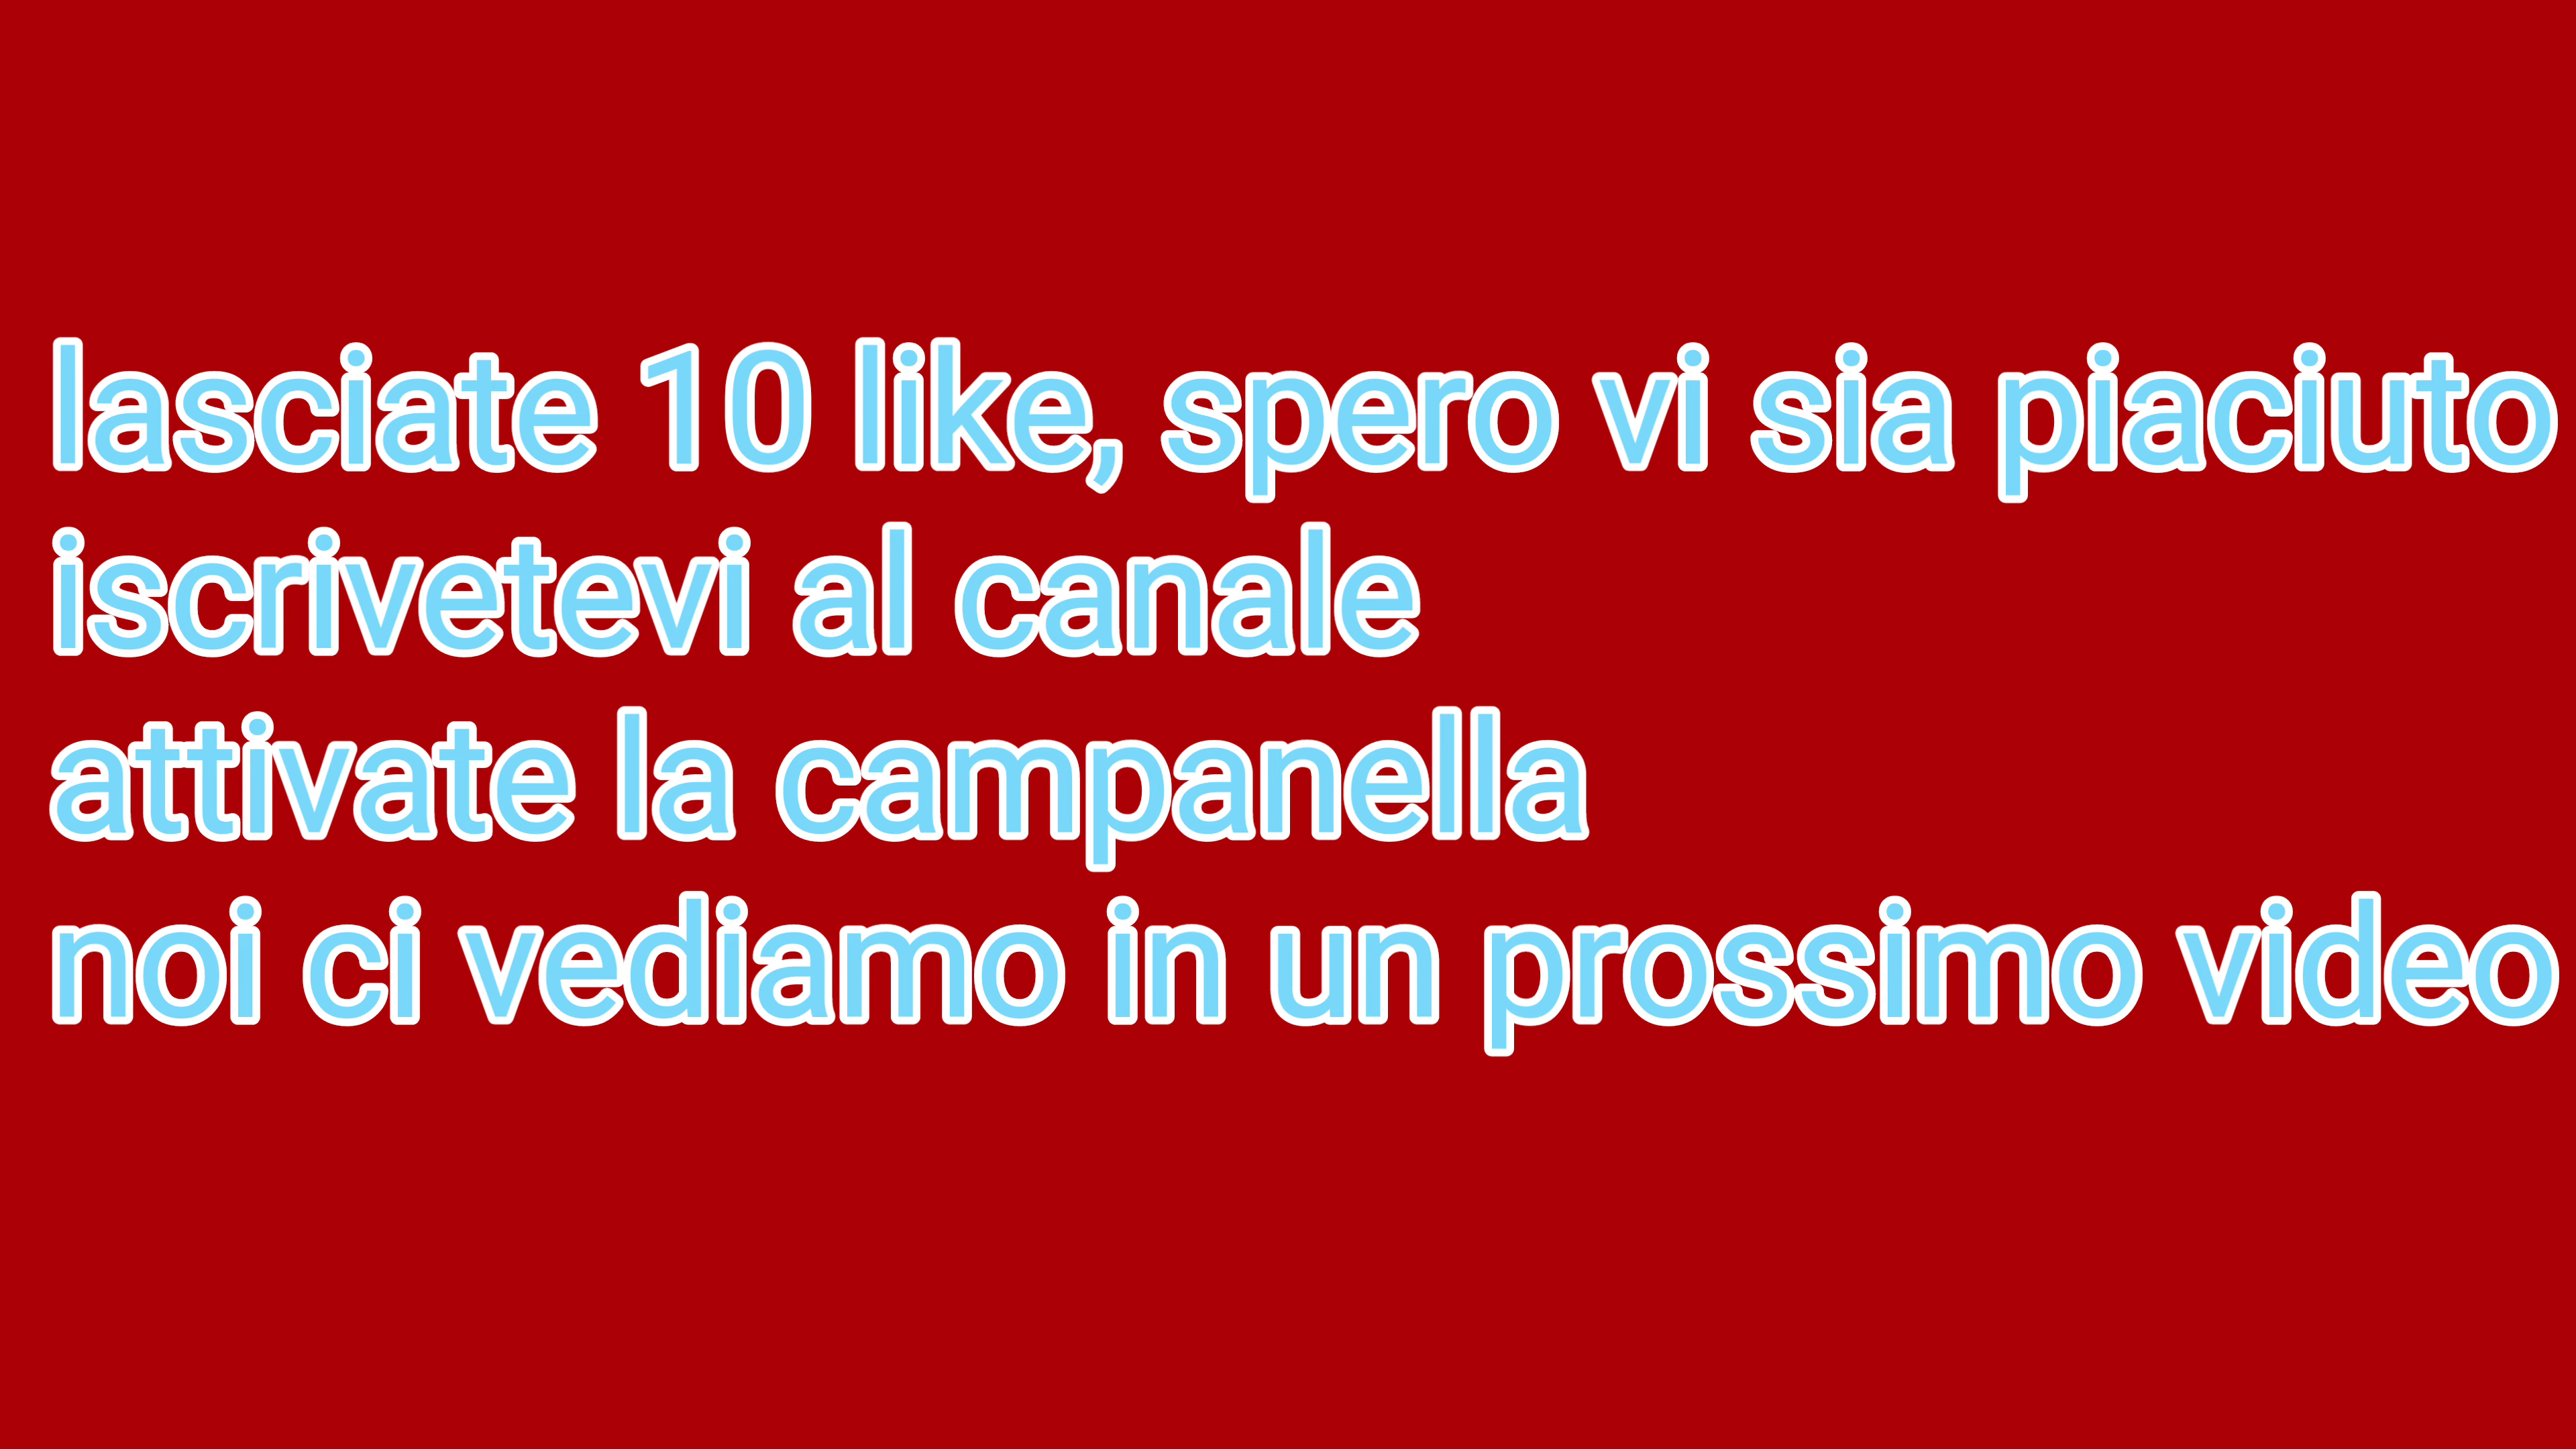 lasciate 10 like, spero vi sia piaciuto
iscrivetevi al canale
attivate la campanella
noi ci vediamo in un prossimo video